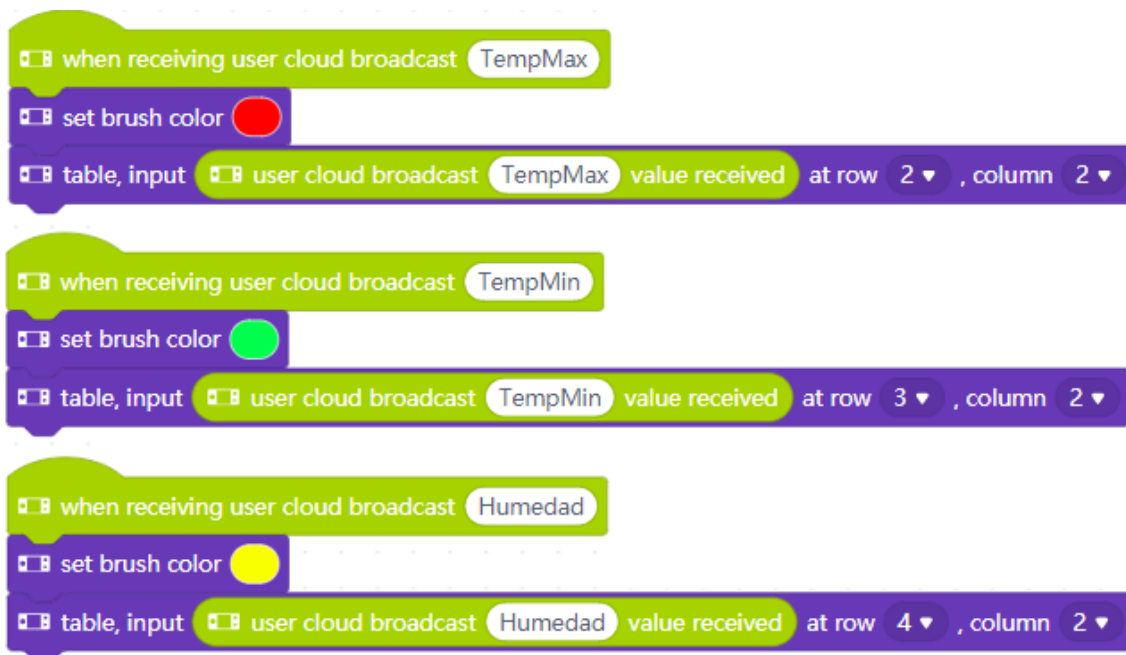 when receiving user cloud broadcast TempMax
set brush color
table, input user cloud broadcast TempMax value received at row 2 , column 2
when receiving user cloud broadcast TempMin
set brush color
table, input user cloud broadcast TempMin value received at row 3 , column 2
when receiving user cloud broadcast Humedad
set brush color
table, input user cloud broadcast Humedad value received at row 4 , column 2